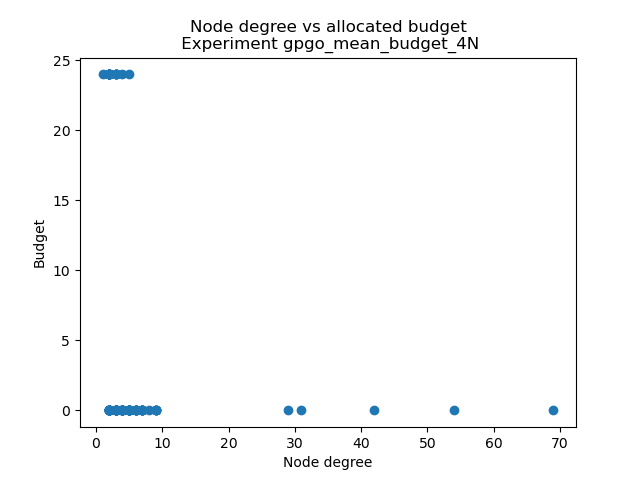 Node degree vs allocated budget
Experiment gpgo_mean_budget_4N
25
20
15
10
5
0
Budget
0 10 20 30 40 50 60 70
Node degree